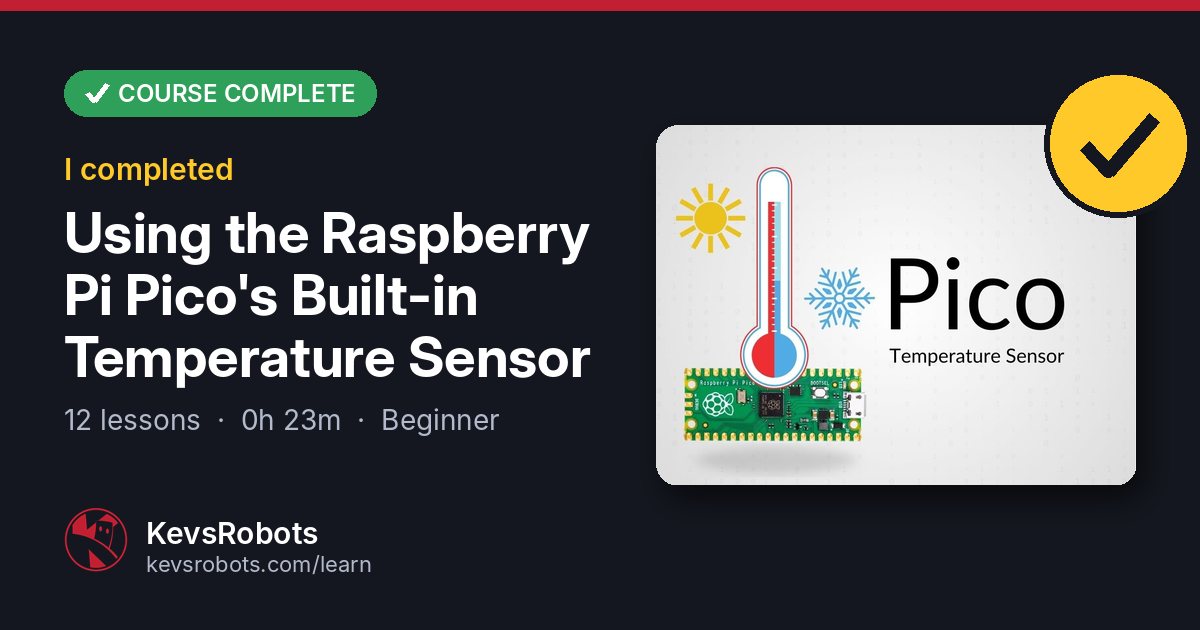 COURSE COMPLETE
I completed
Using the Raspberry
Pi Pico's Built-in
Temperature Sensor
12 lessons · 0h 23m · Beginner
KevsRobots
kevsrobots.com/learn
Pico
Temperature Sensor
Raspberry Pi Pico
BOOTSEL